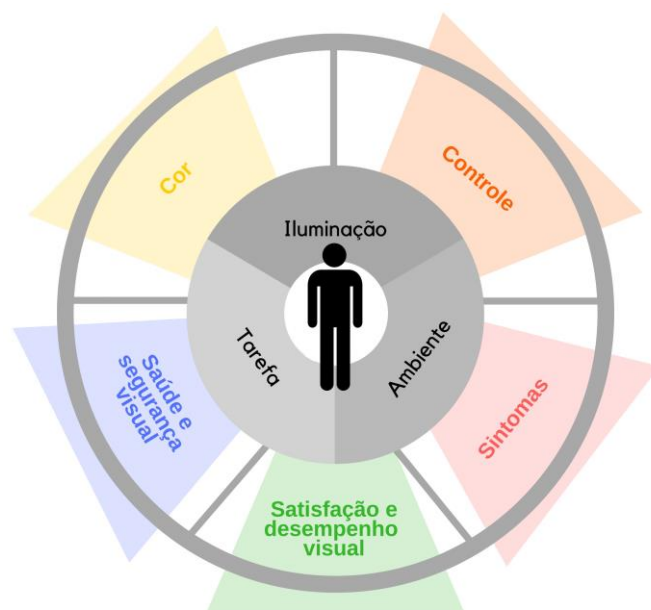 Cor
Controle
Iluminação
Tarefa
Ambiente
Saúde e
segurança
visual
Sintomas
Satisfação e
desempenho
visual